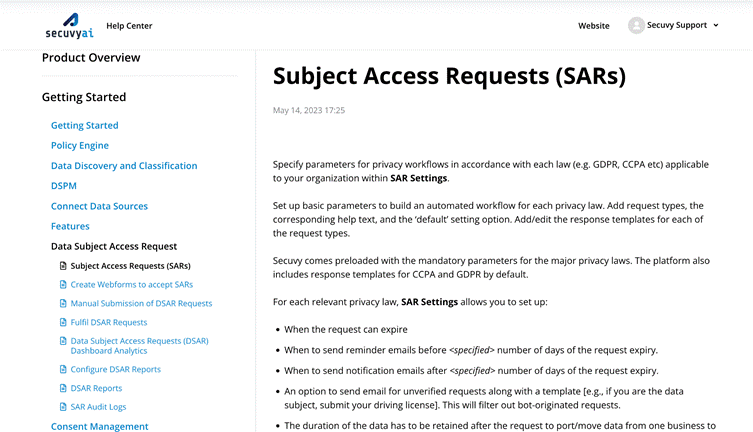 secuvyai
Help Center
Website
Secuvy Support
Product Overview
Getting Started
Getting Started
Policy Engine
Data Discovery and Classification
DSPM
Connect Data Sources
Features
Data Subject Access Request
Subject Access Requests (SARs)
Create Webforms to accept SARs
Manual Submission of DSAR Requests
Fulfil DSAR Requests
Data Subject Access Requests (DSAR)
Dashboard Analytics
Configure DSAR Reports
DSAR Reports
SAR Audit Logs
Consent Management
Subject Access Requests (SARs)
May 14, 2023 17:25
Specify parameters for privacy workflows in accordance with each law (e.g. GDPR, CCPA etc) applicable
to your organization within SAR Settings.
Set up basic parameters to build an automated workflow for each privacy law. Add request types, the
corresponding help text, and the ‘default’ setting option. Add/edit the response templates for each of
the request types.
Secuvy comes preloaded with the mandatory parameters for the major privacy laws. The platform also
includes response templates for CCPA and GDPR by default.
For each relevant privacy law, SAR Settings allows you to set up:
• When the request can expire
• When to send reminder emails before <specified> number of days of the request expiry.
• When to send notification emails after <specified> number of days of the request expiry.
• An option to send email for unverified requests along with a template [e.g., if you are the data
subject, submit your driving license]. This will filter out bot-originated requests.
• The duration of the data has to be retained after the request to port/move data from one business to